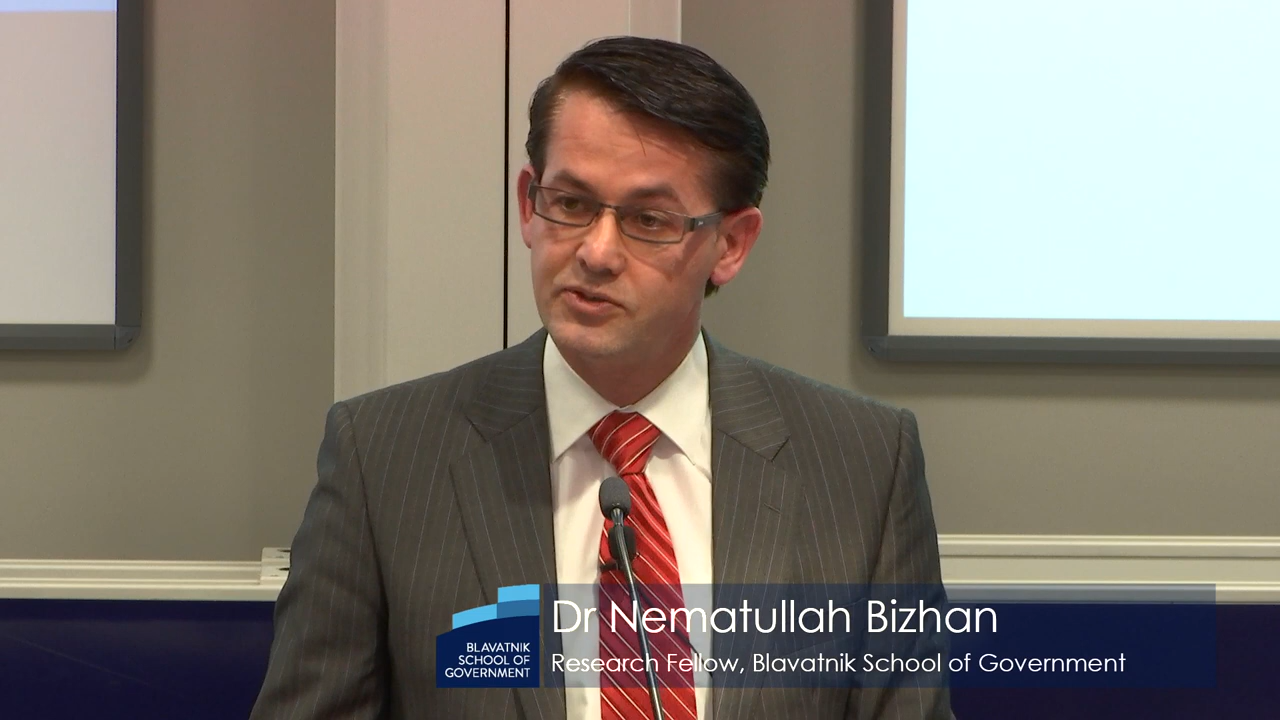 Dr Nematullah Bizhan
Research Fellow, Blavatnik School of Government
BLAVATNIK
SCHOOL OF
GOVERNMENT